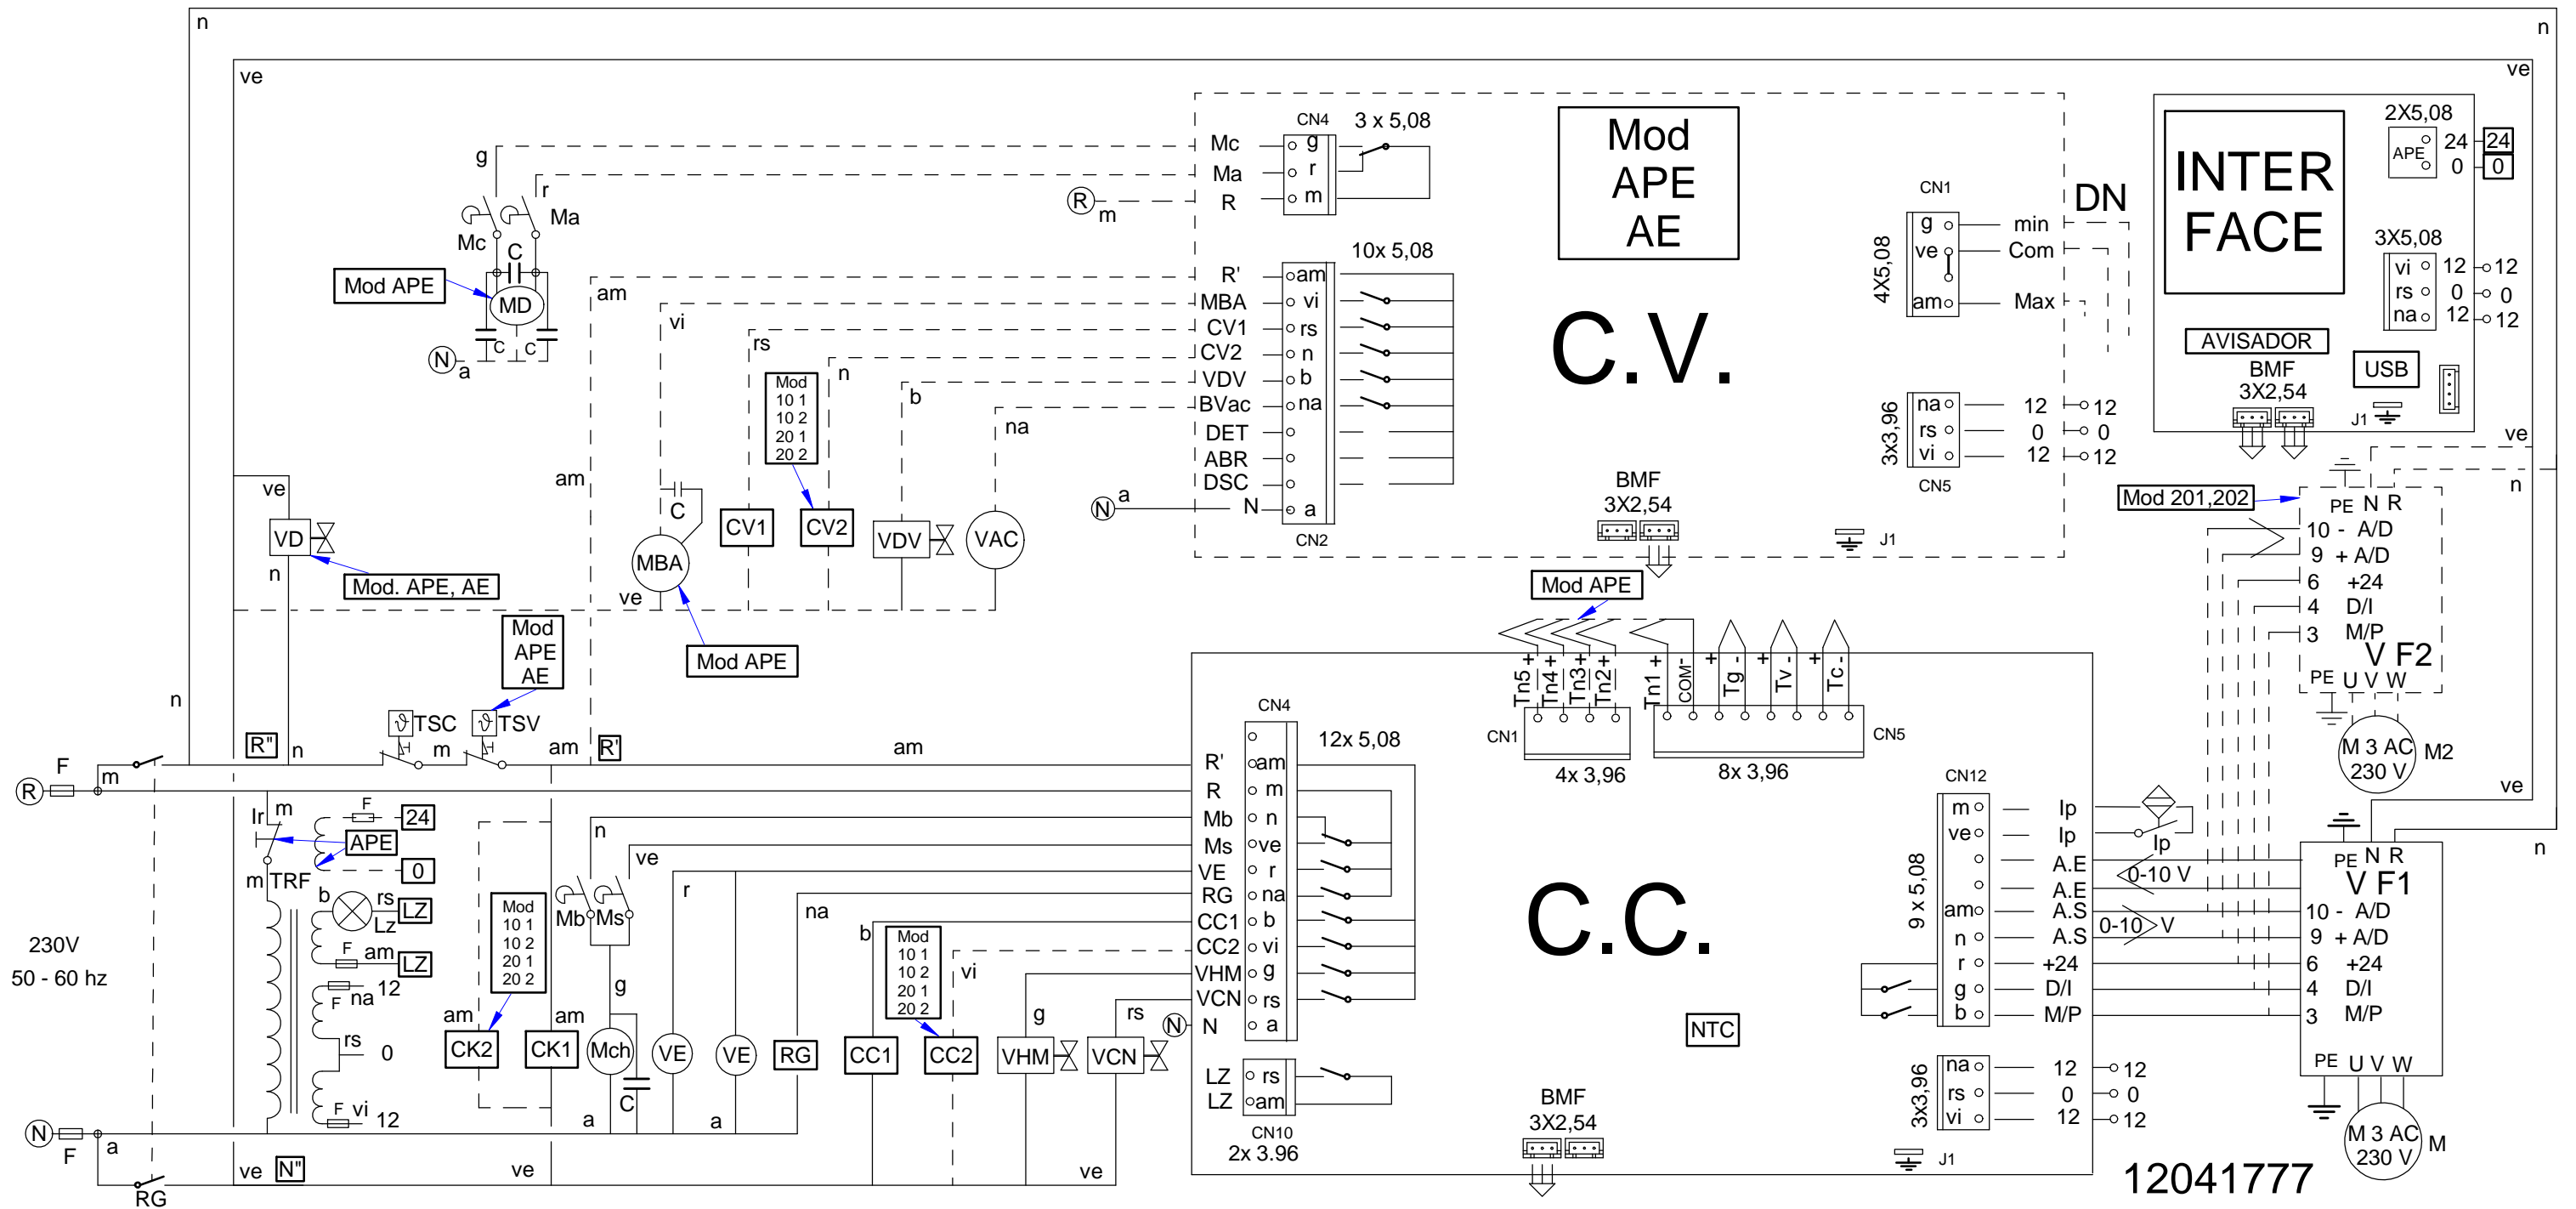 n
n
ve
ve
g
r
Ma
Mc
C
Mod APE
MD
C
C
N
a
am
vi
rs
n
b
na
Mod
10 1
10 2
20 1
20 2
am
C
MBA
ve
CV1
CV2
VDV
VAC
Mod APE
ve
VD
n
Mod. APE, AE
Mod
APE
AE
CN4
3 x 5,08
Mc
g
Ma
r
R
m
R
m
10x 5,08
R'
am
MBA
vi
CV1
rs
CV2
n
VDV
b
BVac
na
DET
ABR
DSC
N
a
N
a
CN2
Mod
APE
AE
C.V.
BMF
3X2,54
J1
CN1
4X5,08
g
min
ve
Com
am
Max
DN
3x3,96
na
12
12
rs
0
0
vi
12
12
CN5
INTER
FACE
2X5,08
APE
24
24
0
0
3X5,08
vi
12
12
rs
0
0
na
12
12
AVISADOR
BMF
3X2,54
USB
J1
ve
n
Mod 201,202
PE
N
R
10
- A/D
9
+ A/D
6
+24
4
D/I
3
M/P
V F2
PE
U V W
M 3 AC
230 V
M2
ve
n
n
R"
n
TSC
m
TSV
am
R'
am
R
F
m
Ir
m
F
24
APE
0
m
TRF
b
rs
Lz
LZ
F
am
LZ
F
na
12
rs
0
F
vi
12
230V
50 - 60 hz
N
F
a
RG
ve
N"
ve
Mod
10 1
10 2
20 1
20 2
am
CK2
am
CK1
n
ve
Mb
Ms
g
Mch
C
a
r
VE
VE
a
na
RG
b
CC1
Mod
10 1
10 2
20 1
20 2
vi
CC2
g
VHM
rs
VCN
ve
Mod APE
Tn5 +
Tn4 +
Tn3 +
Tn2 +
Tn1 +
COM -
+ Tg -
+ Tv -
+ Tc -
CN1
4x 3,96
8x 3,96
CN5
CN4
12x 5,08
R'
am
R
m
Mb
n
Ms
ve
VE
r
RG
na
CC1
b
CC2
vi
VHM
g
VCN
rs
N
N
a
LZ
rs
LZ
am
CN10
2x 3.96
C.C.
NTC
BMF
3X2,54
J1
CN12
9 x 5,08
m
Ip
ve
Ip
Ip
A.E
A.E
0-10 V
am
A.S
n
A.S
0-10 V
r
+24
g
D/I
b
M/P
3x3,96
na
12
12
rs
0
0
vi
12
12
PE
N R
V F1
10
- A/D
9
+ A/D
6
+24
4
D/I
3
M/P
PE
U V W
M 3 AC
230 V
M
12041777